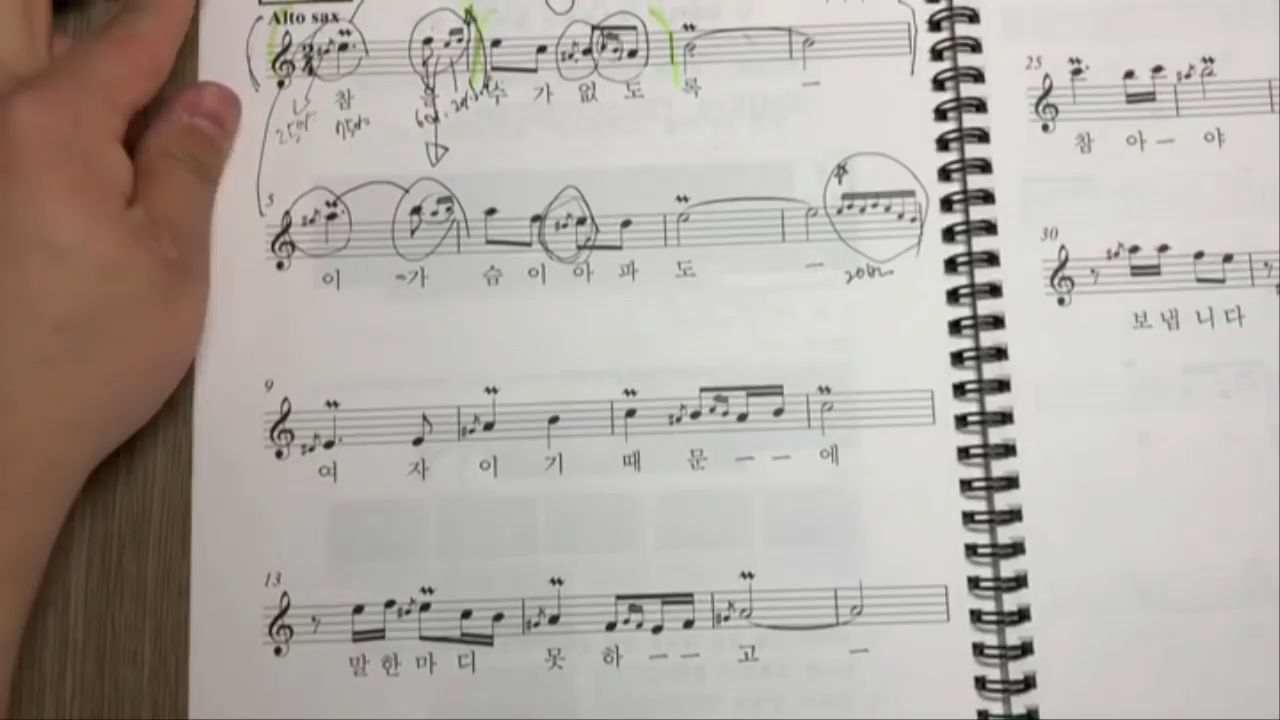 Alto sax
참 을 수 가 없 도 록 —
5
이 -가 슴 이 아 파 도 —
9
여 자 이 기 때 문 — — 에
13
말 한 마 디 못 하 — — 고 —
25
참 아 — 야
30
보 냅 니 다